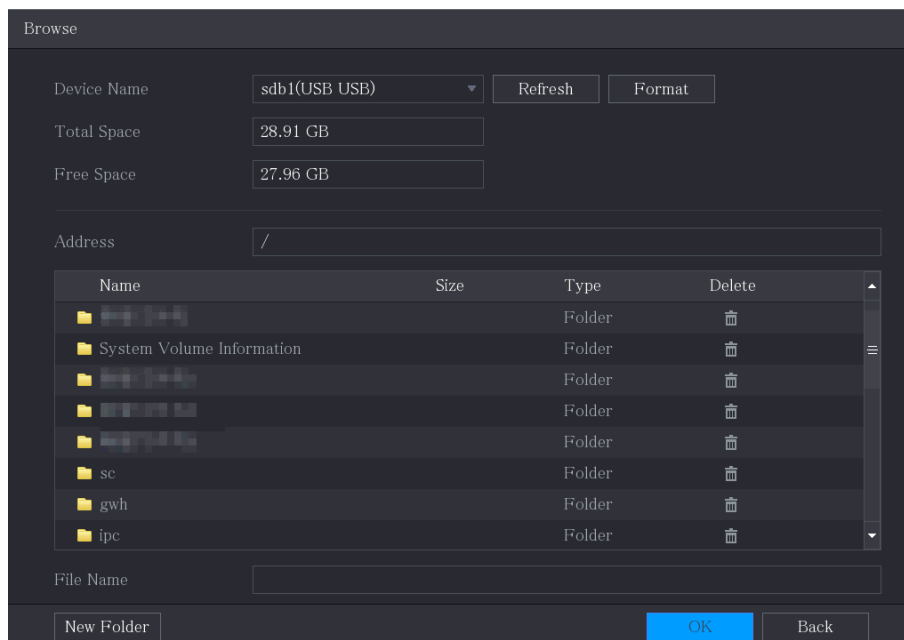 Browse
Device Name sdb1(USB USB) Refresh Format
Total Space 28.91 GB
Free Space 27.96 GB
Address /
Name Size Type Delete
Folder
System Volume Information Folder
Folder
Folder
Folder
sc Folder
gwh Folder
ipc Folder
File Name
New Folder OK Back